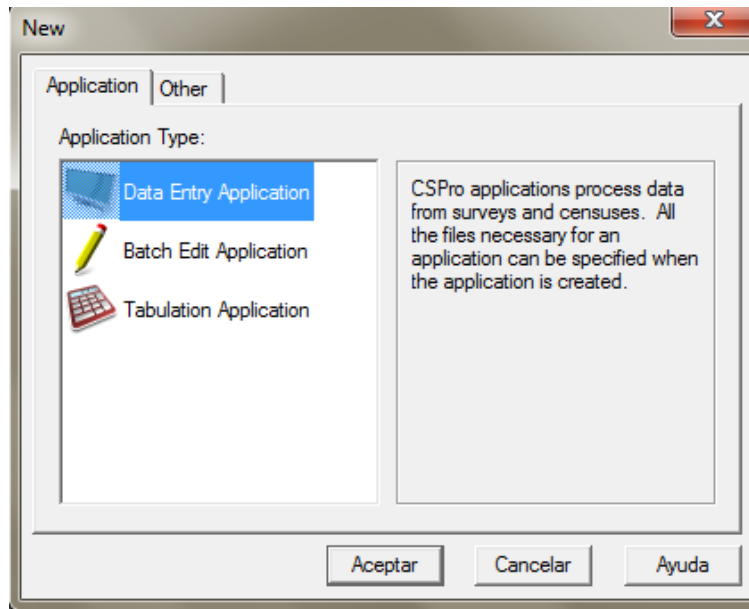 New
Application
Other
Application Type:
Data Entry Application
Batch Edit Application
Tabulation Application
CSPro applications process data
from surveys and censuses. All
the files necessary for an
application can be specified when
the application is created.
Aceptar
Cancelar
Ayuda